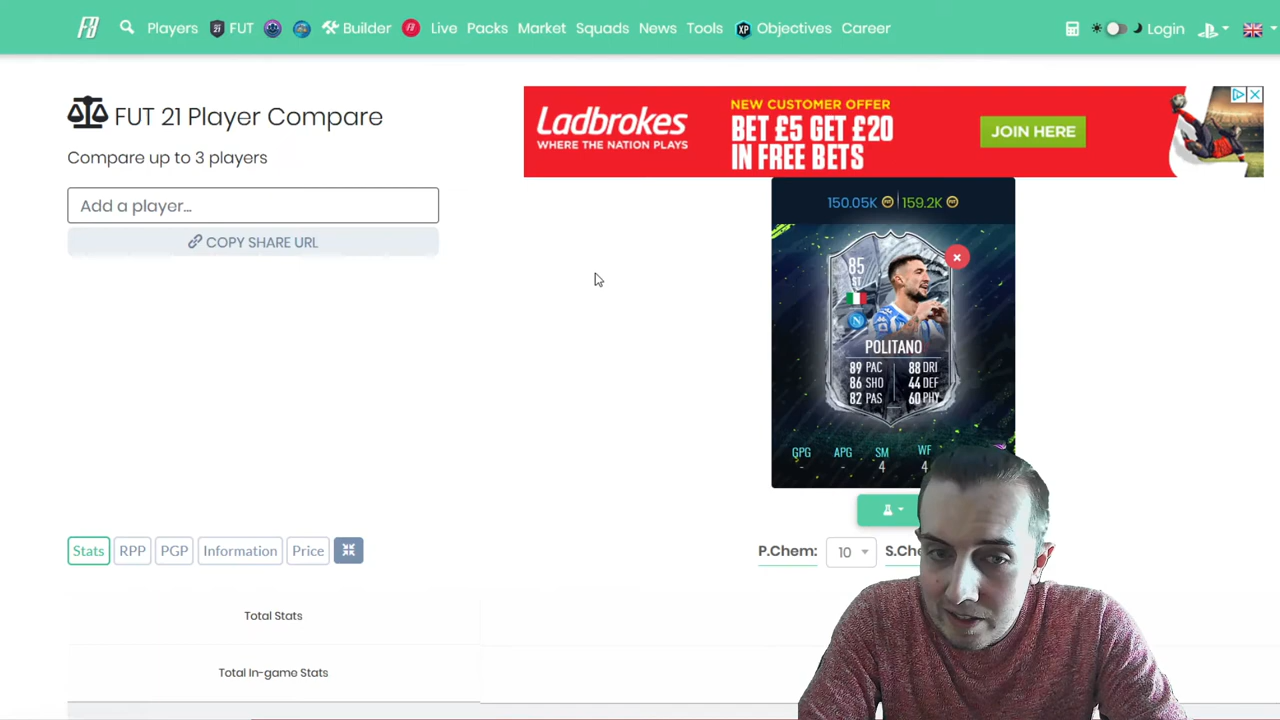 FB Players 21 FUT Builder Live Packs Market Squads News Tools XP Objectives Career Login
FUT 21 Player Compare
Compare up to 3 players
Add a player...
COPY SHARE URL
Ladbrokes
WHERE THE NATION PLAYS
NEW CUSTOMER OFFER
BET £5 GET £20
IN FREE BETS
JOIN HERE
150.05K 159.2K
85
ST
N
POLITANO
89 PAC 88 DRI
86 SHO 44 DEF
82 PAS 60 PHY
GPG APG SM WF
- - 4 4
Stats RPP PGP Information Price
P.Chem: 10 S.Che
Total Stats
Total In-game Stats